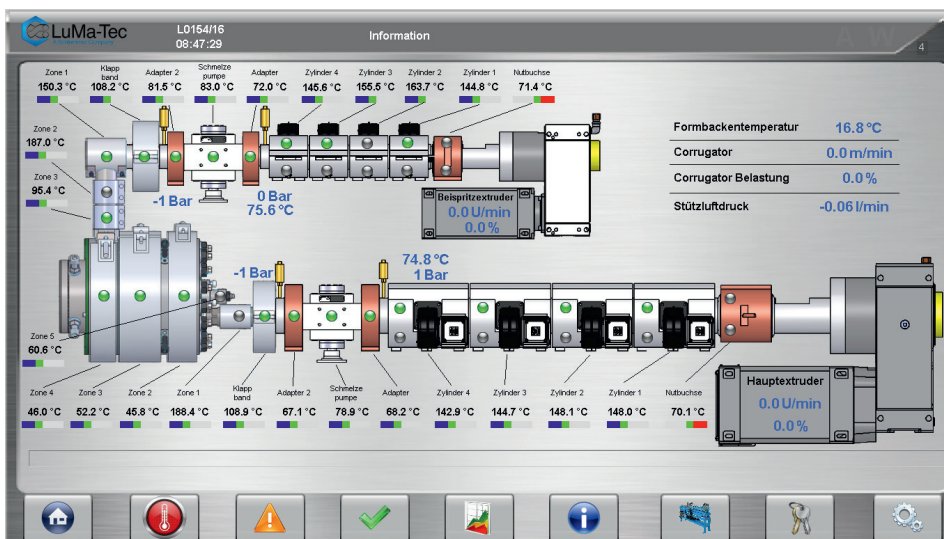 LuMa-Tec
L0154/16
08:47:29
Information
A W
4
Zone 1
150.3 °C
Klapp
band
108.2 °C
Adapter 2
81.5 °C
Schmelze
pumpe
83.0 °C
Adapter
72.0 °C
Zylinder 4
145.6 °C
Zylinder 3
155.5 °C
Zylinder 2
163.7 °C
Zylinder 1
144.8 °C
Nutbuchse
71.4 °C
Zone 2
187.0 °C
Zone 3
95.4 °C
-1 Bar
0 Bar
75.6 °C
Beispritzextruder
0.0 U/min
0.0 %
Formbackentemperatur 16.8 °C
Corrugator 0.0 m/min
Corrugator Belastung 0.0 %
Stützluftdruck -0.06 l/min
-1 Bar
74.8 °C
1 Bar
Zone 5
60.6 °C
Zone 4
46.0 °C
Zone 3
52.2 °C
Zone 2
45.8 °C
Zone 1
188.4 °C
Klapp
band
108.9 °C
Adapter 2
67.1 °C
Schmelze
pumpe
78.9 °C
Adapter
68.2 °C
Zylinder 4
142.9 °C
Zylinder 3
144.7 °C
Zylinder 2
148.1 °C
Zylinder 1
148.0 °C
Nutbuchse
70.1 °C
Hauptextruder
0.0 U/min
0.0 %